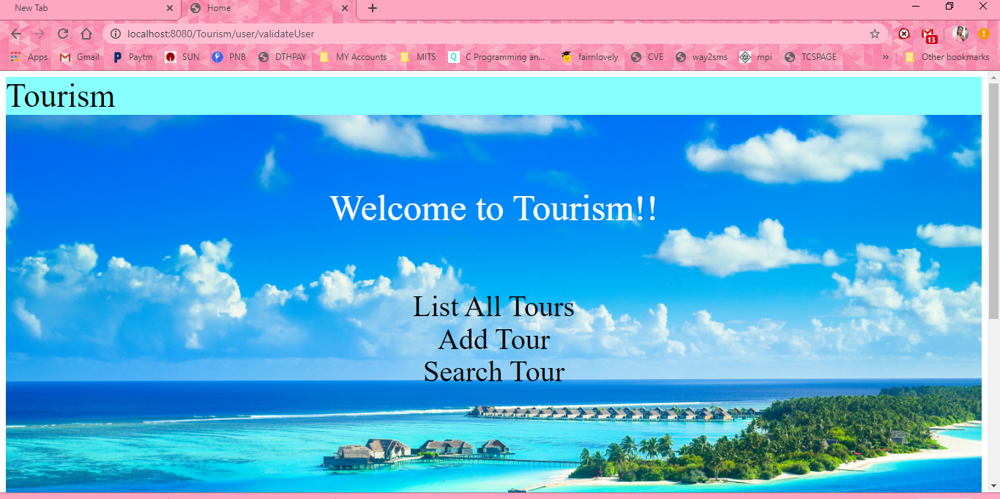 New Tab
Home
localhost:8080/Tourism/user/validateUser
13
Apps
Gmail
Paytm
SUN
PNB
DTHPAY
MY Accounts
MITS
C Programming an...
fairnlovely
CVE
way2sms
mpi
TCSPAGE
Other bookmarks
Tourism
Welcome to Tourism!!
List All Tours
Add Tour
Search Tour